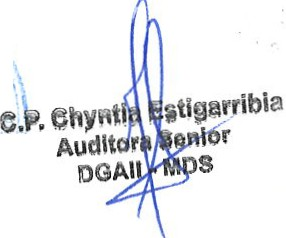 C.P. Chyntia Estigarribia
Auditora Senior
DGAII - MDS